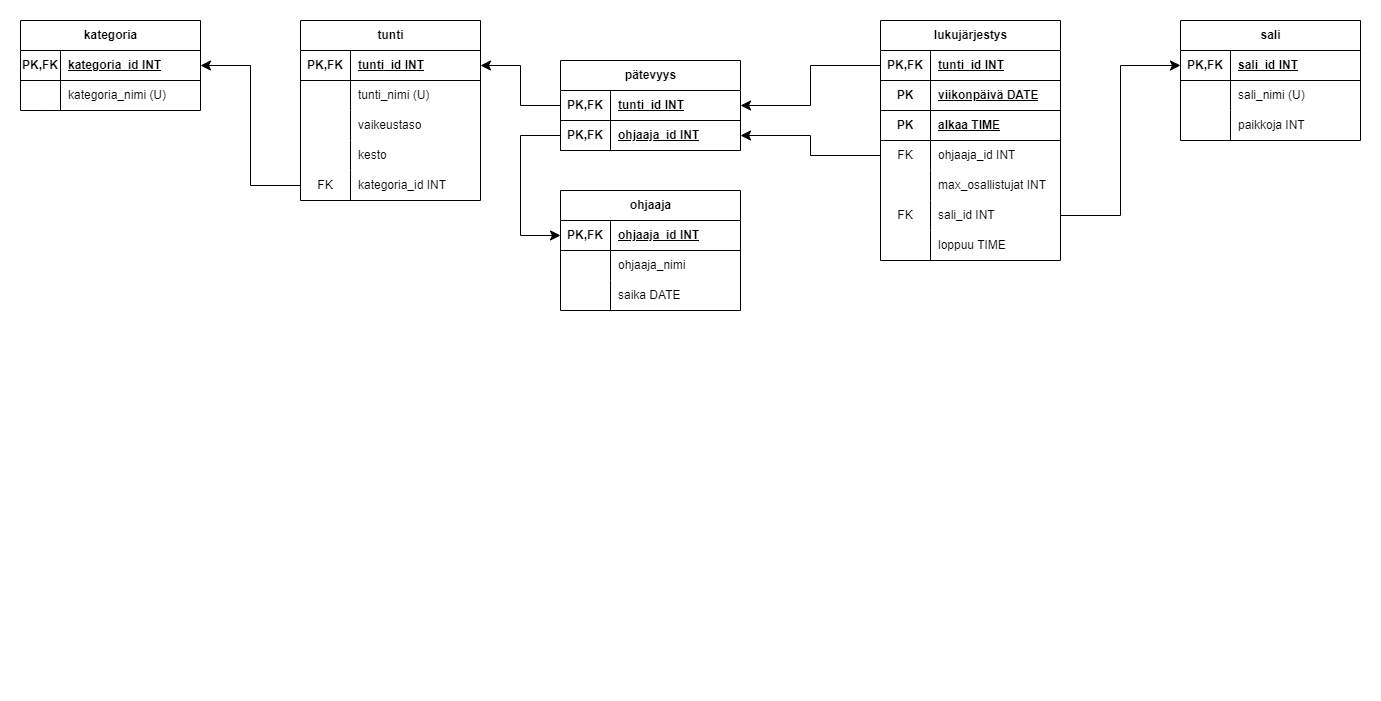 kategoria
PK,FK kategoria_id INT
kategoria_nimi (U)
tunti
PK,FK tunti_id INT
tunti_nimi (U)
vaikeustaso
kesto
FK kategoria_id INT
pätevyys
PK,FK tunti_id INT
PK,FK ohjaaja_id INT
ohjaaja
PK,FK ohjaaja_id INT
ohjaaja_nimi
saika DATE
lukujärjestys
PK,FK tunti_id INT
PK viikonpäivä DATE
PK alkaa TIME
FK ohjaaja_id INT
max_osallistujat INT
FK sali_id INT
loppuu TIME
sali
PK,FK sali_id INT
sali_nimi (U)
paikkoja INT